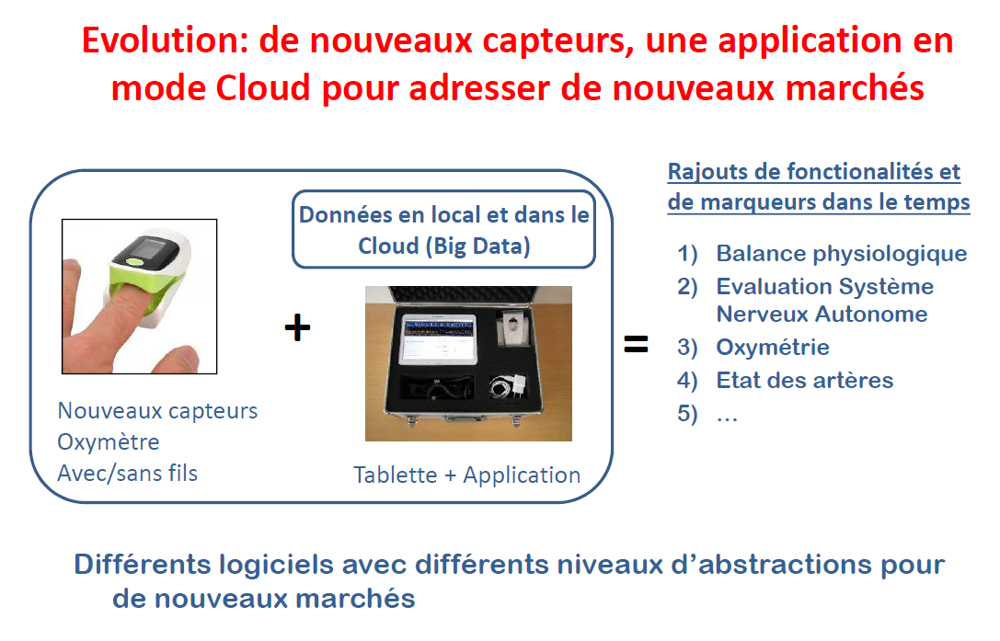 Evolution: de nouveaux capteurs, une application en
mode Cloud pour adresser de nouveaux marchés
Données en local et dans le
Cloud (Big Data)
+
Nouveaux capteurs
Oxymètre
Avec/sans fils
Tablette + Application
=
Rajouts de fonctionalités et
de marqueurs dans le temps
1) Balance physiologique
2) Evaluation Système
Nerveux Autonome
3) Oxymétrie
4) Etat des artères
5) …
Différents logiciels avec différents niveaux d’abstractions pour
de nouveaux marchés